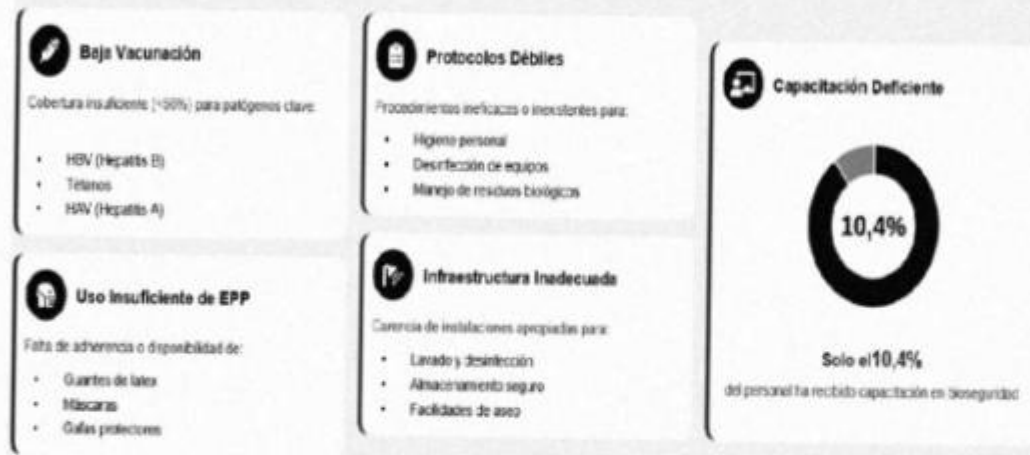 Baja Vacunación
Cobertura insuficiente (<50%) para patógenos clave:
• HBV (Hepatitis B)
• Tétanos
• HAV (Hepatitis A)
Protocolos Débiles
Procedimientos ineficaces o inexistentes para:
• Higiene personal
• Desinfección de equipos
• Manejo de residuos biológicos
Capacitación Deficiente
10,4%
Solo el 10,4%
del personal ha recibido capacitación en bioseguridad
Uso Insuficiente de EPP
Falta de adherencia o disponibilidad de:
• Guantes de latex
• Máscaras
• Gafas protectores
Infraestructura Inadecuada
Carencia de instalaciones apropiadas para:
• Lavado y desinfección
• Almacenamiento seguro
• Facilidades de aseo